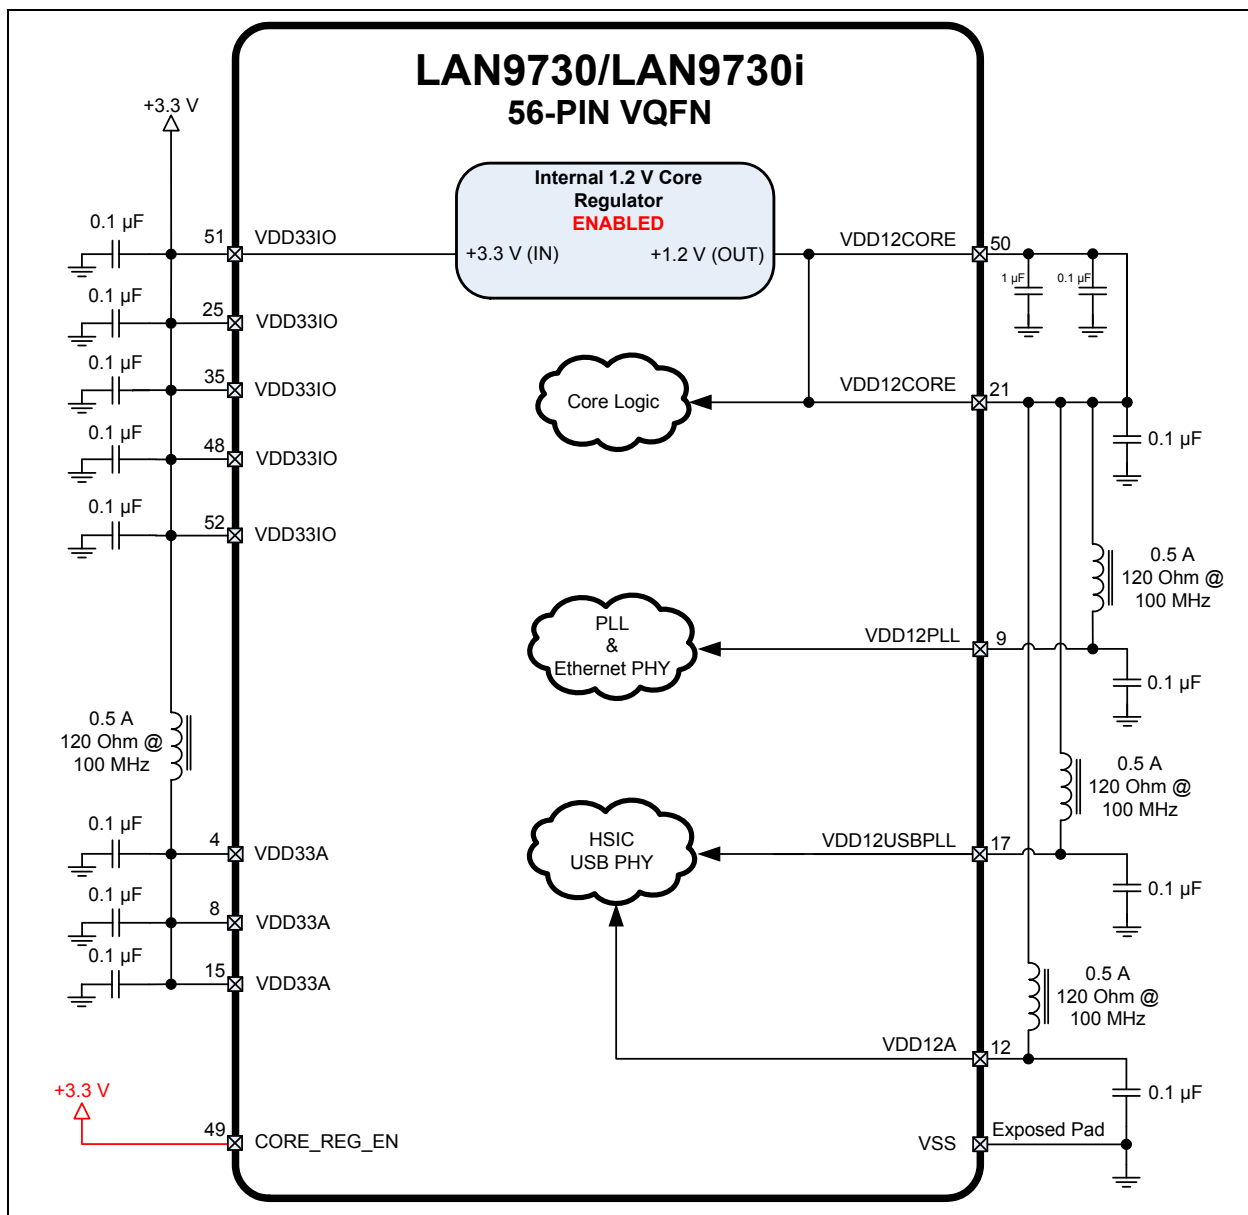 LAN9730/LAN9730i
56-PIN VQFN
+3.3 V
Internal 1.2 V Core
Regulator
ENABLED
+3.3 V (IN)
+1.2 V (OUT)
0.1 µF
51
VDD33IO
VDD12CORE
50
1 µF
0.1 µF
0.1 µF
25
VDD33IO
0.1 µF
35
VDD33IO
Core Logic
VDD12CORE
21
0.1 µF
0.1 µF
48
VDD33IO
0.1 µF
52
VDD33IO
0.5 A
120 Ohm @
100 MHz
PLL
&
Ethernet PHY
VDD12PLL
9
0.1 µF
0.5 A
120 Ohm @
100 MHz
0.5 A
120 Ohm @
100 MHz
0.1 µF
4
VDD33A
HSIC
USB PHY
VDD12USBPLL
17
0.1 µF
0.1 µF
8
VDD33A
0.1 µF
15
VDD33A
0.5 A
120 Ohm @
100 MHz
VDD12A
12
0.1 µF
+3.3 V
49
CORE_REG_EN
VSS
Exposed Pad